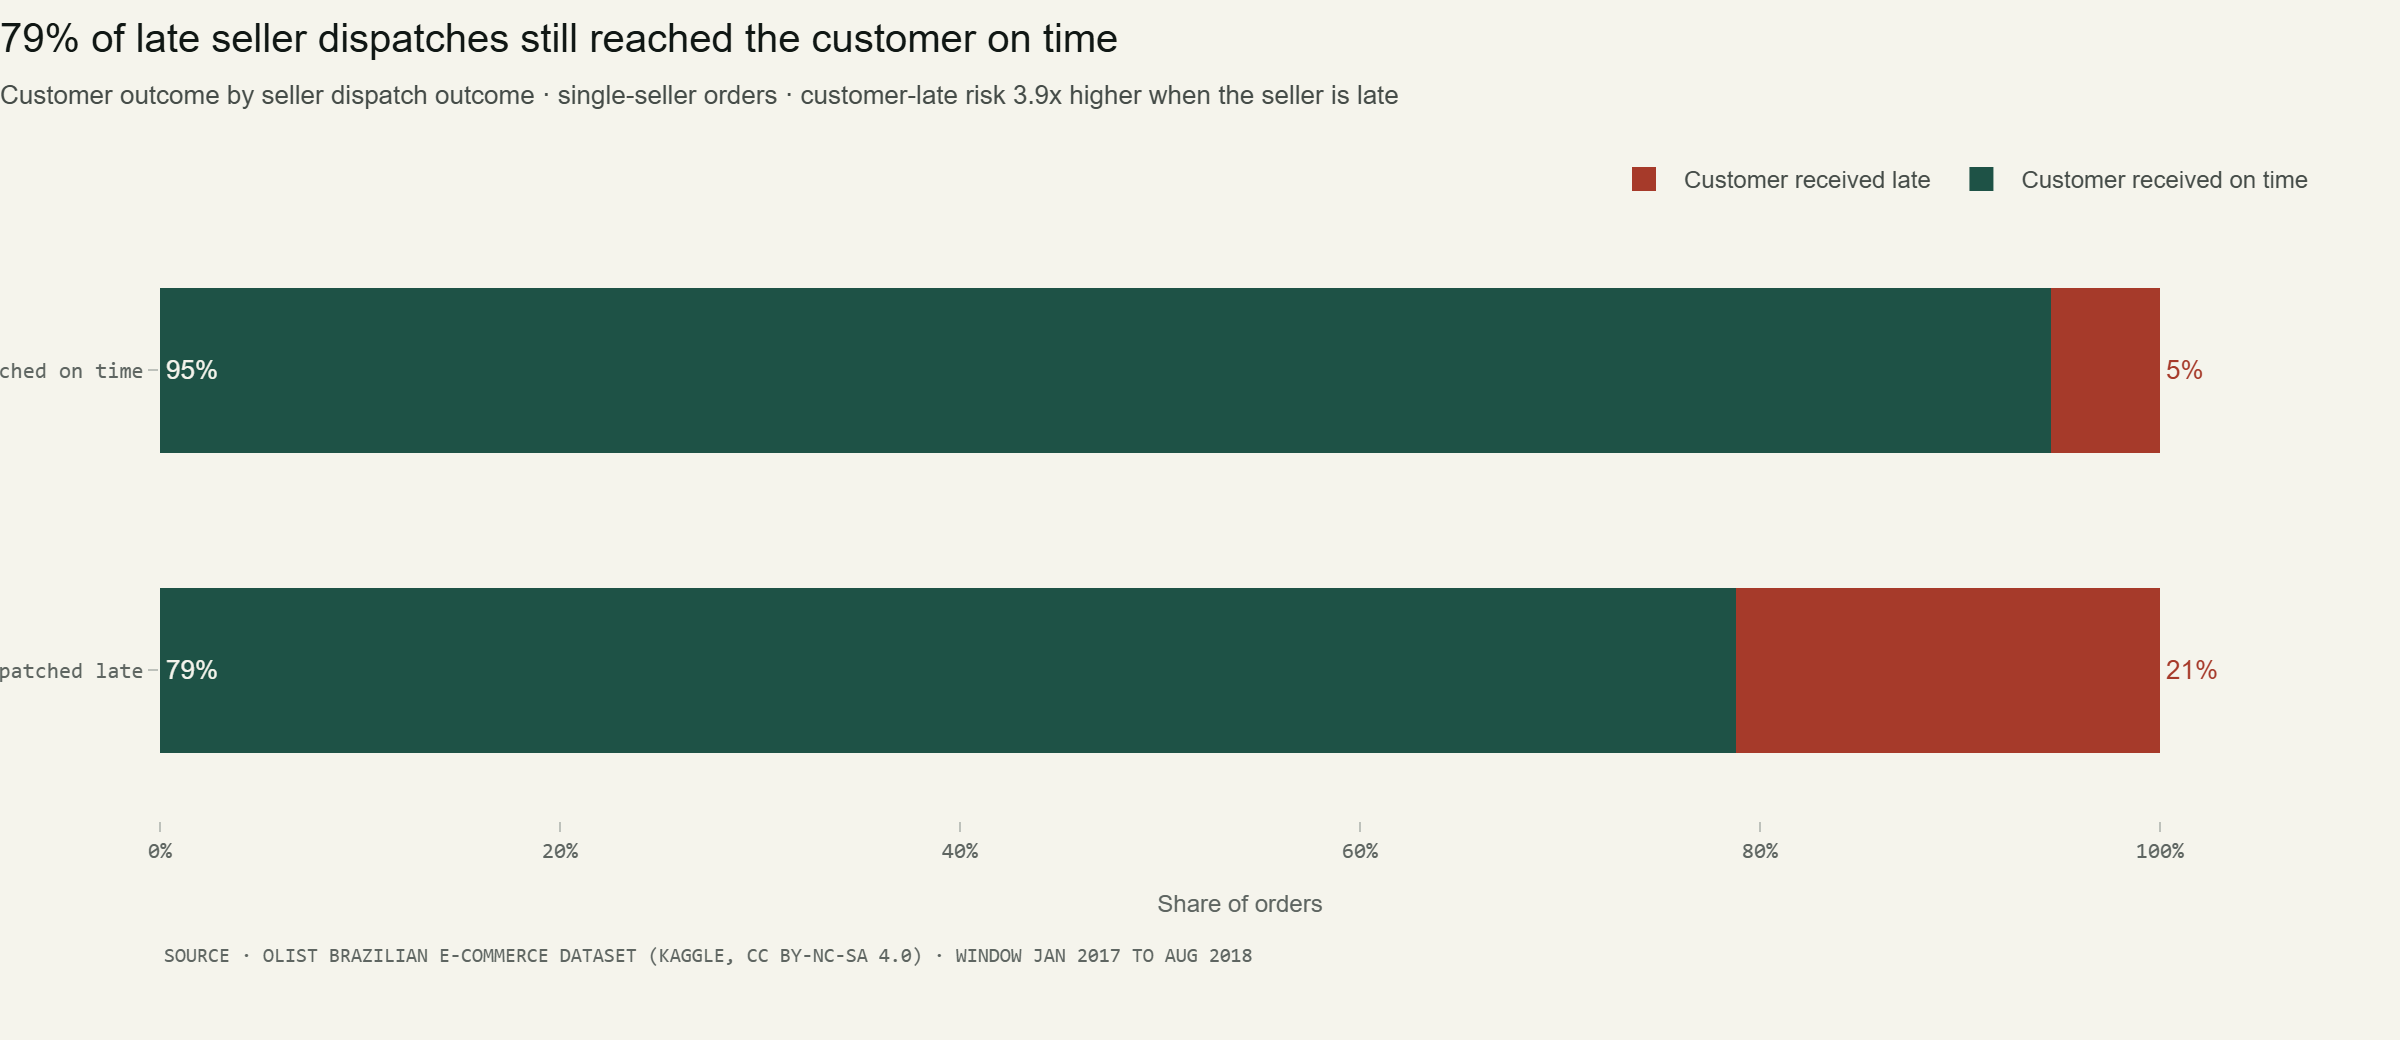 79% of late seller dispatches still reached the customer on time
Customer outcome by seller dispatch outcome · single-seller orders · customer-late risk 3.9x higher when the seller is late
Customer received late
Customer received on time
ched on time
95%
5%
patched late
79%
21%
0%
20%
40%
60%
80%
100%
Share of orders
SOURCE · OLIST BRAZILIAN E-COMMERCE DATASET (KAGGLE, CC BY-NC-SA 4.0) · WINDOW JAN 2017 TO AUG 2018